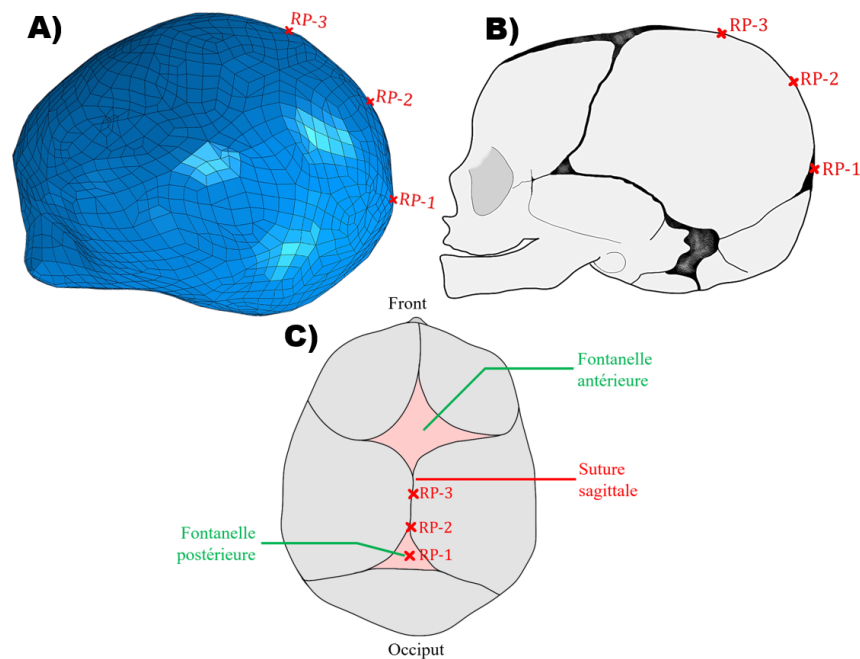 A)
RP-3
RP-2
RP-1
B)
RP-3
RP-2
RP-1
C)
Front
Fontanelle
antérieure
Suture
sagittale
RP-3
RP-2
RP-1
Fontanelle
postérieure
Occiput